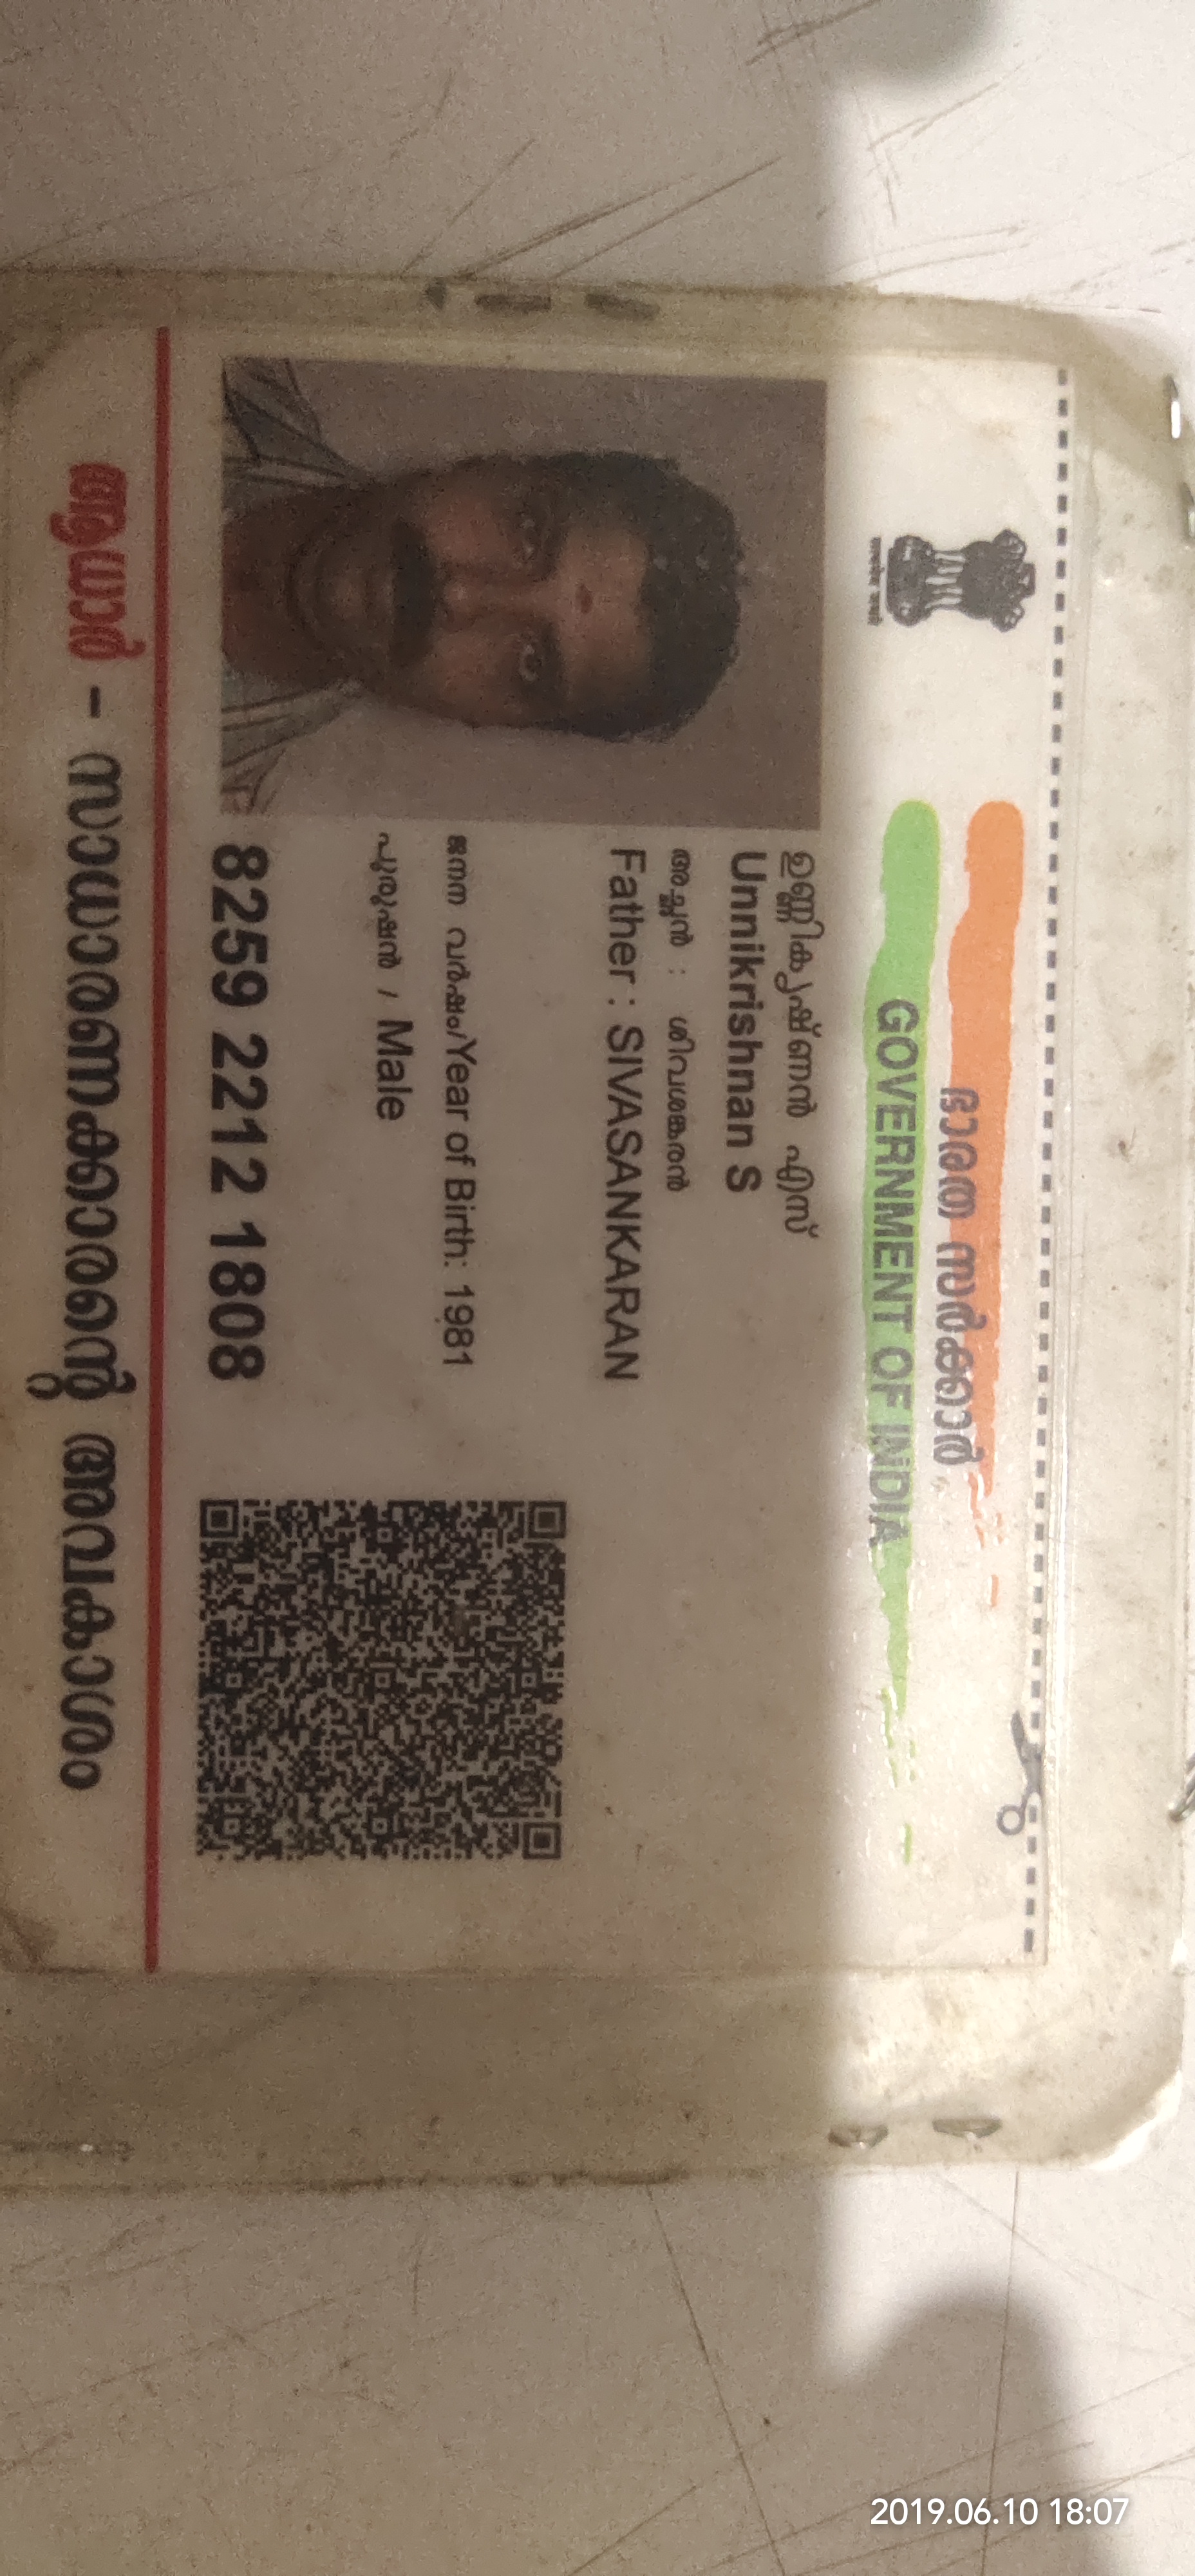 ഭാരത സർക്കാർ
GOVERNMENT OF INDIA
ഉണ്ണികൃഷ്ണൻ എസ്
Unnikrishnan S
അച്ഛൻ : ശിവശങ്കരൻ
Father : SIVASANKARAN
ജനന വർഷം/Year of Birth: 1981
പുരുഷൻ / Male
8259 2212 1808
ആധാർ - സാധാരണക്കാരന്റെ അവകാശം
2019.06.10 18:07